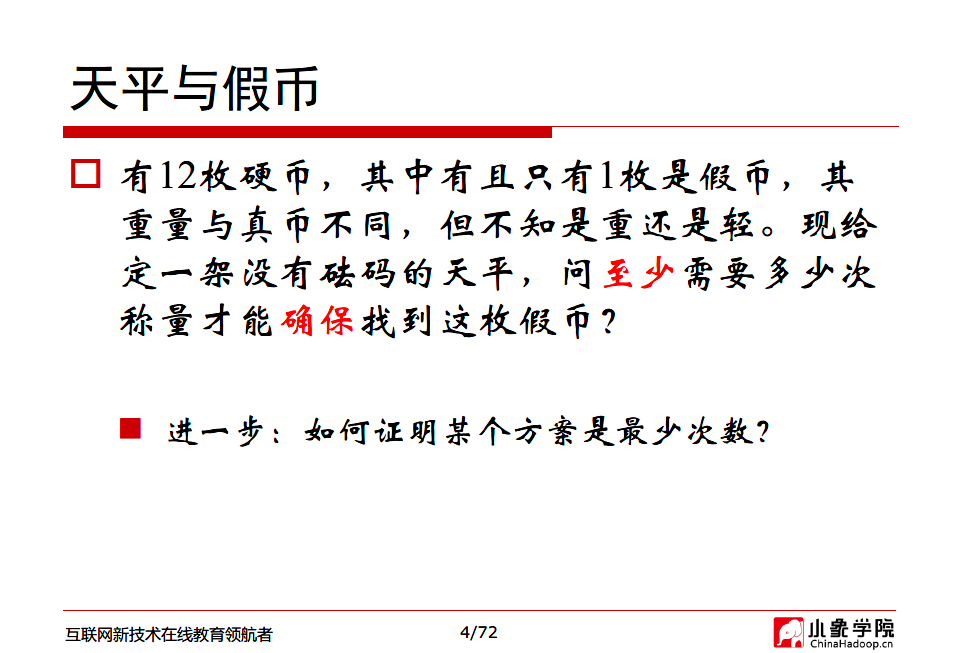 天平与假币
有12枚硬币，其中有且只有1枚是假币，其
重量与真币不同，但不知是重还是轻。现给
定一架没有砝码的天平，问至少需要多少次
称量才能确保找到这枚假币？
进一步：如何证明某个方案是最少次数？
互联网新技术在线教育领航者
4/72
小象学院
ChinaHadoop.cn